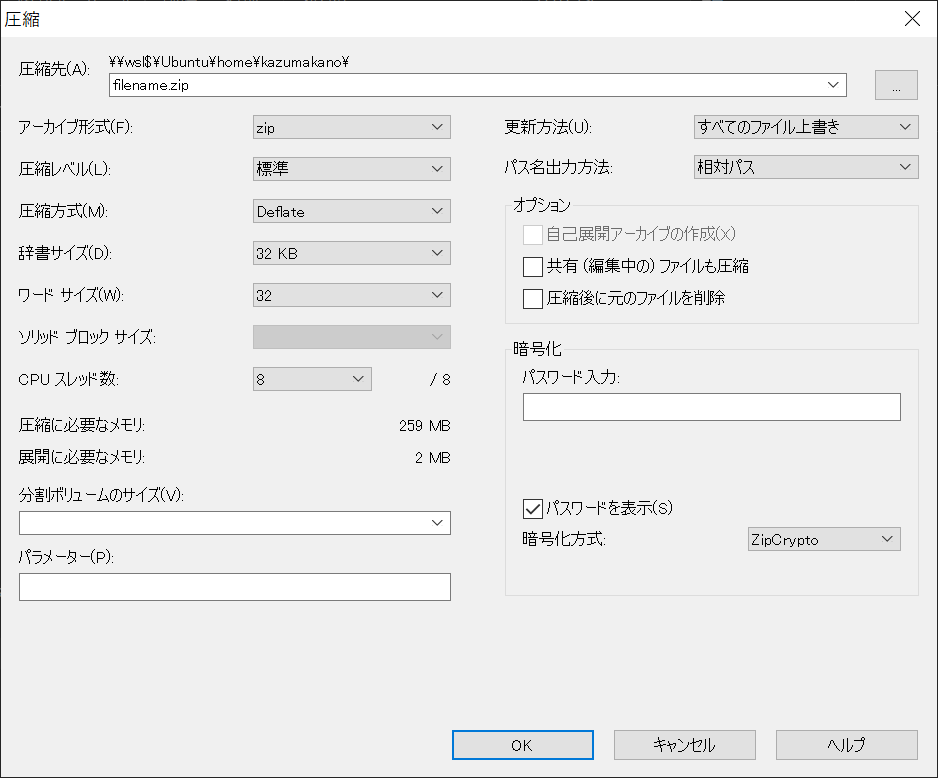 圧縮
圧縮先(A):
¥¥wsl$¥Ubuntu¥home¥kazumakano¥
filename.zip
...
アーカイブ形式(F):
zip
圧縮レベル(L):
標準
圧縮方式(M):
Deflate
辞書サイズ(D):
32 KB
ワード サイズ(W):
32
ソリッド ブロック サイズ:
CPU スレッド数:
8
/ 8
圧縮に必要なメモリ:
259 MB
展開に必要なメモリ:
2 MB
分割ボリュームのサイズ(V):
パラメーター(P):
更新方法(U):
すべてのファイル上書き
パス名出力方法:
相対パス
オプション
自己展開アーカイブの作成(X)
共有 (編集中の) ファイルも圧縮
圧縮後に元のファイルを削除
暗号化
パスワード入力:
パスワードを表示(S)
暗号化方式:
ZipCrypto
OK
キャンセル
ヘルプ